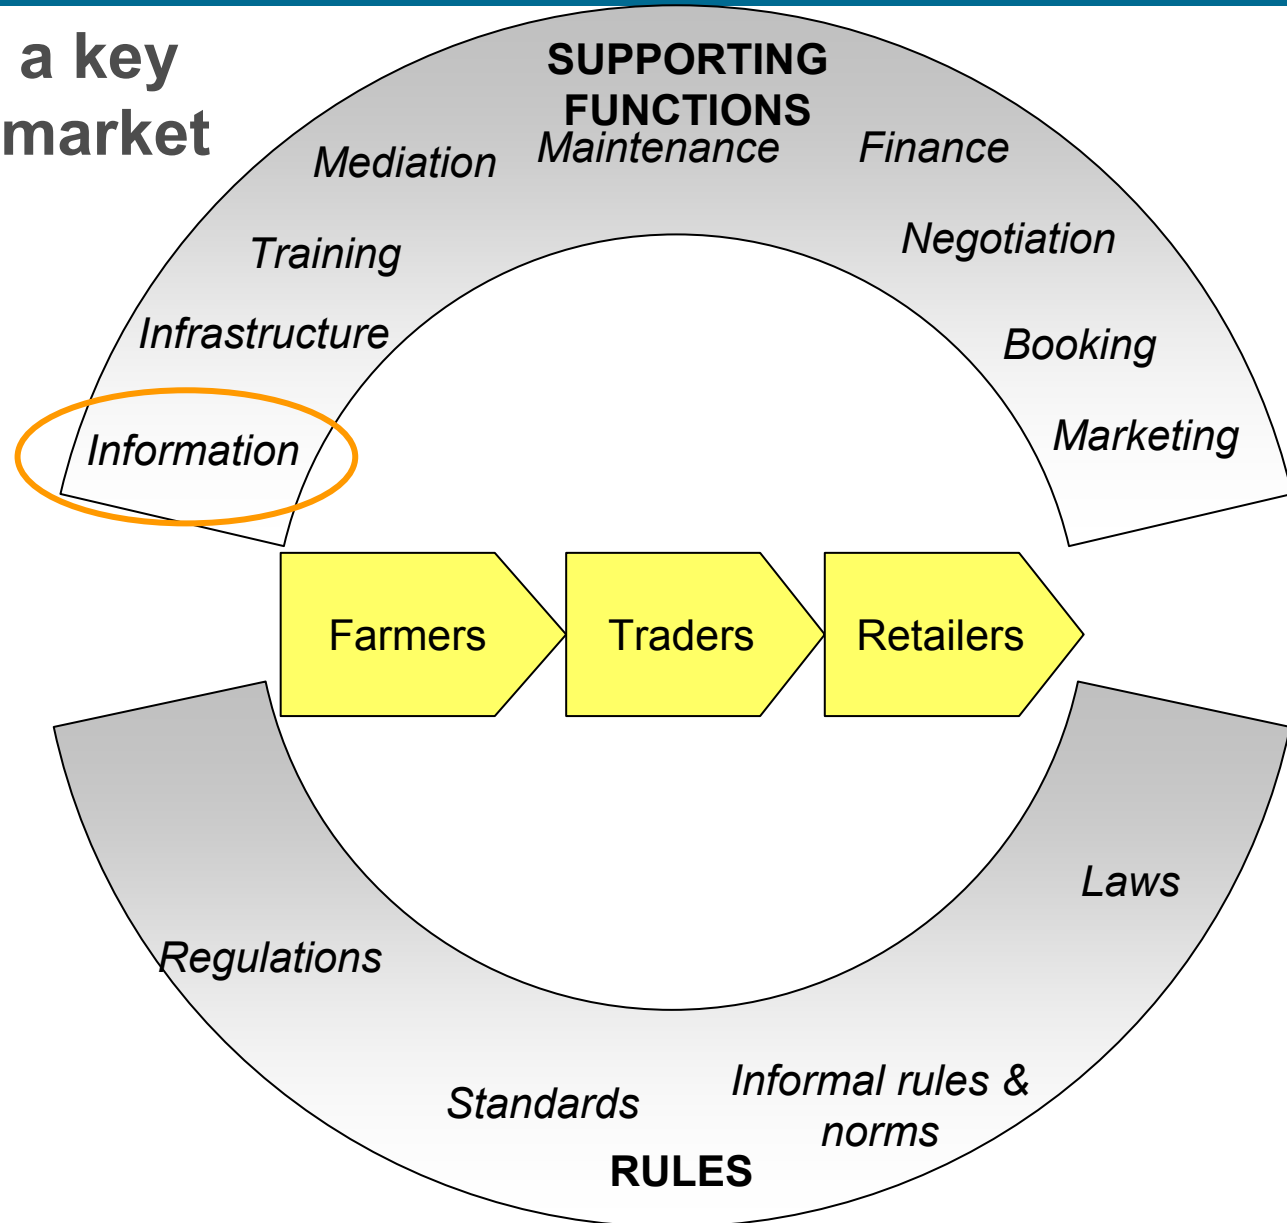 a key
market
SUPPORTING
FUNCTIONS
Mediation
Maintenance
Finance
Training
Negotiation
Infrastructure
Booking
Information
Marketing
Farmers
Traders
Retailers
Laws
Regulations
Standards
Informal rules &
norms
RULES